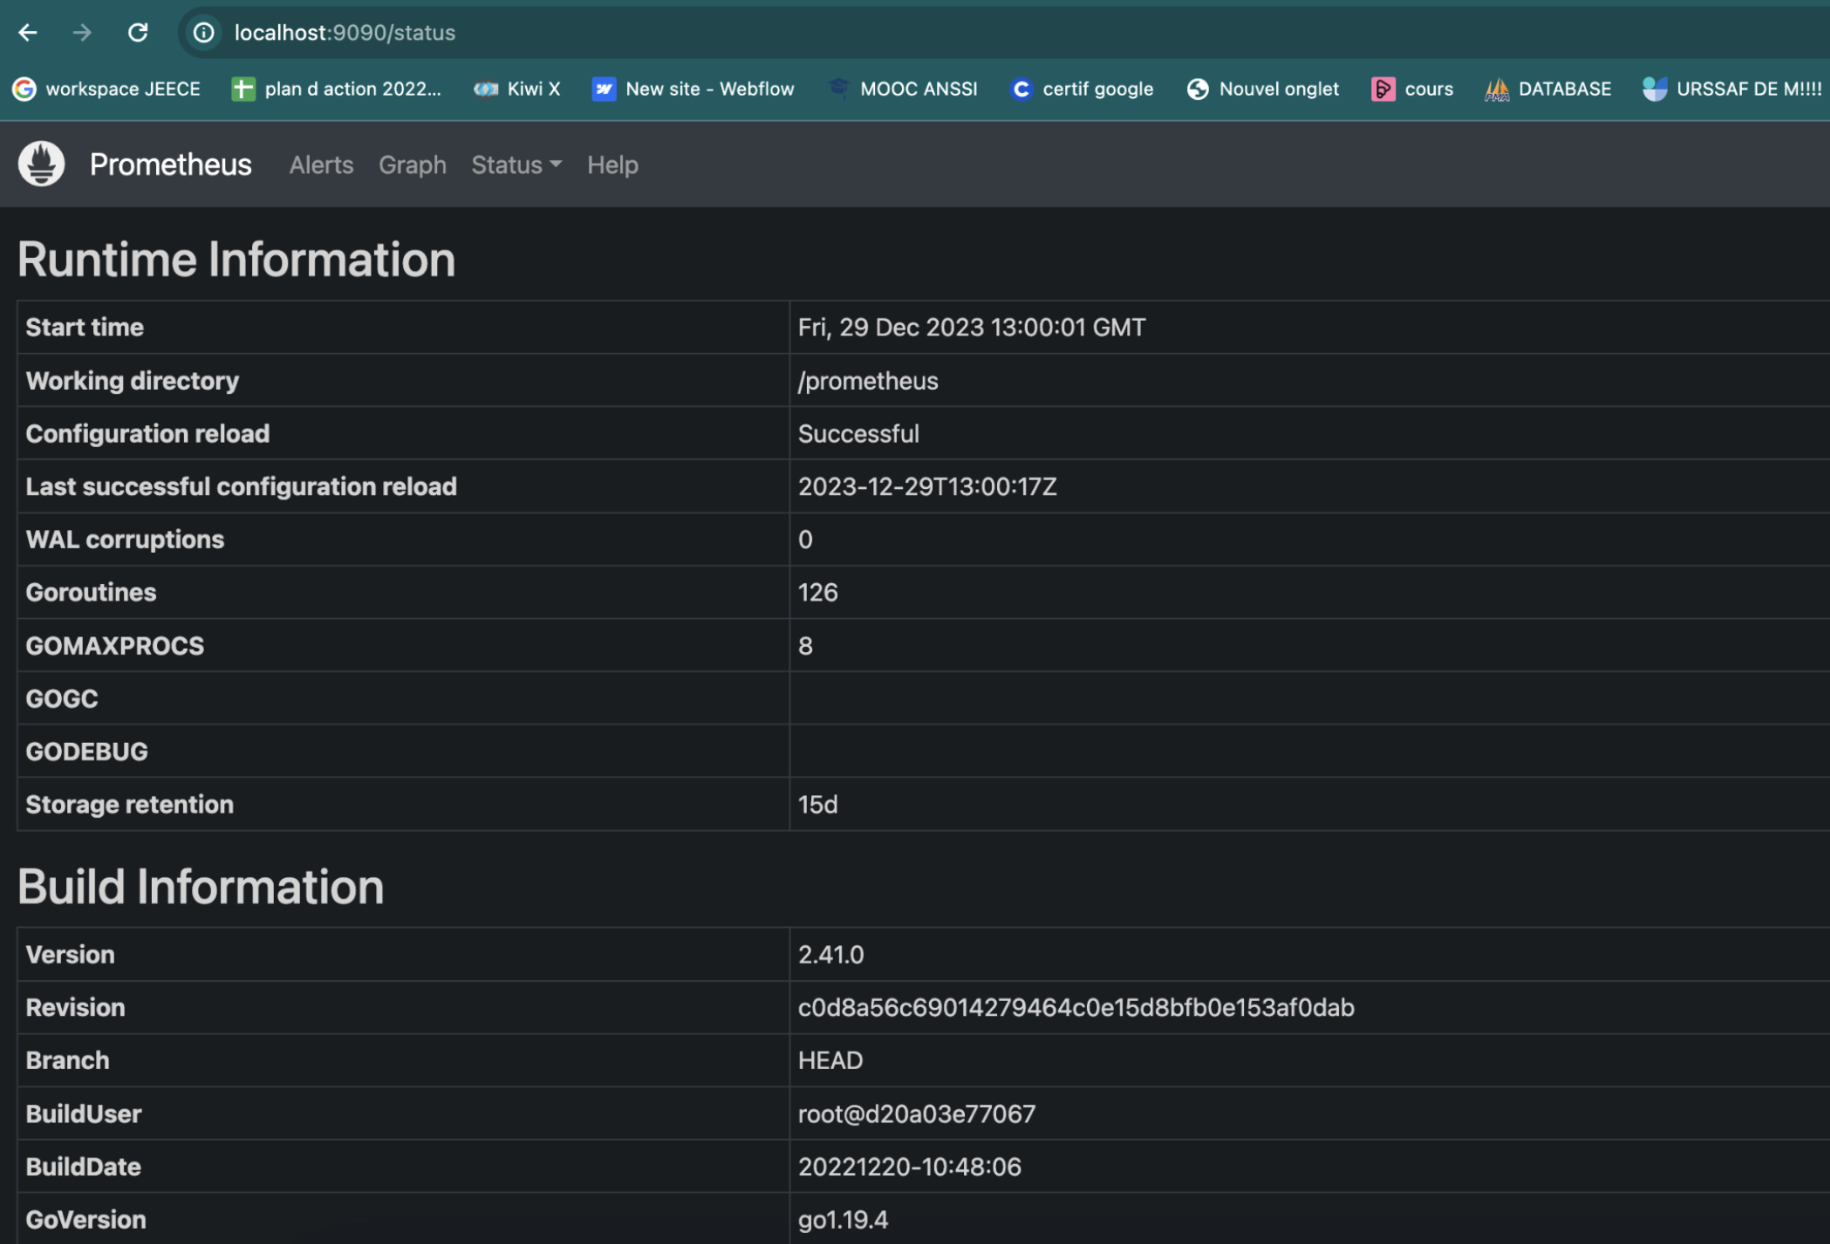 localhost:9090/status
workspace JEECE plan d action 2022... Kiwi X New site - Webflow MOOC ANSSI certif google Nouvel onglet cours DATABASE URSSAF DE M!!!!
Prometheus Alerts Graph Status Help
Runtime Information
Start time Fri, 29 Dec 2023 13:00:01 GMT
Working directory /prometheus
Configuration reload Successful
Last successful configuration reload 2023-12-29T13:00:17Z
WAL corruptions 0
Goroutines 126
GOMAXPROCS 8
GOGC
GODEBUG
Storage retention 15d
Build Information
Version 2.41.0
Revision c0d8a56c69014279464c0e15d8bfb0e153af0dab
Branch HEAD
BuildUser root@d20a03e77067
BuildDate 20221220-10:48:06
GoVersion go1.19.4